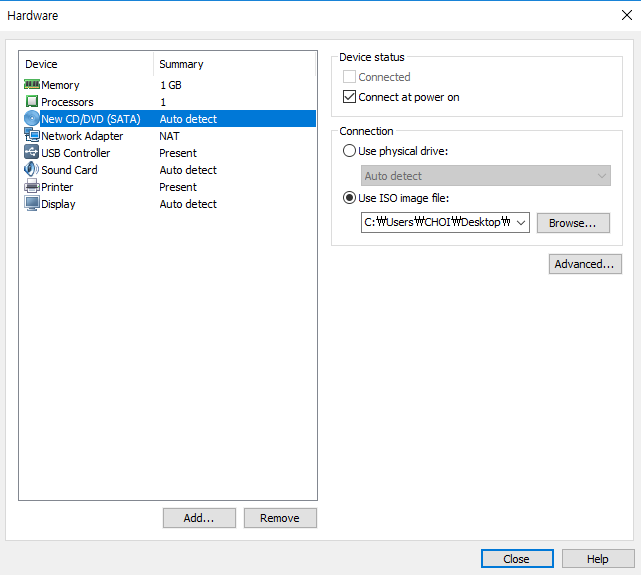 Hardware
Device Summary
Memory 1 GB
Processors 1
New CD/DVD (SATA) Auto detect
Network Adapter NAT
USB Controller Present
Sound Card Auto detect
Printer Present
Display Auto detect
Add... Remove
Device status
Connected
Connect at power on
Connection
Use physical drive:
Auto detect
Use ISO image file:
C:₩Users₩CHOI₩Desktop₩ Browse...
Advanced...
Close Help